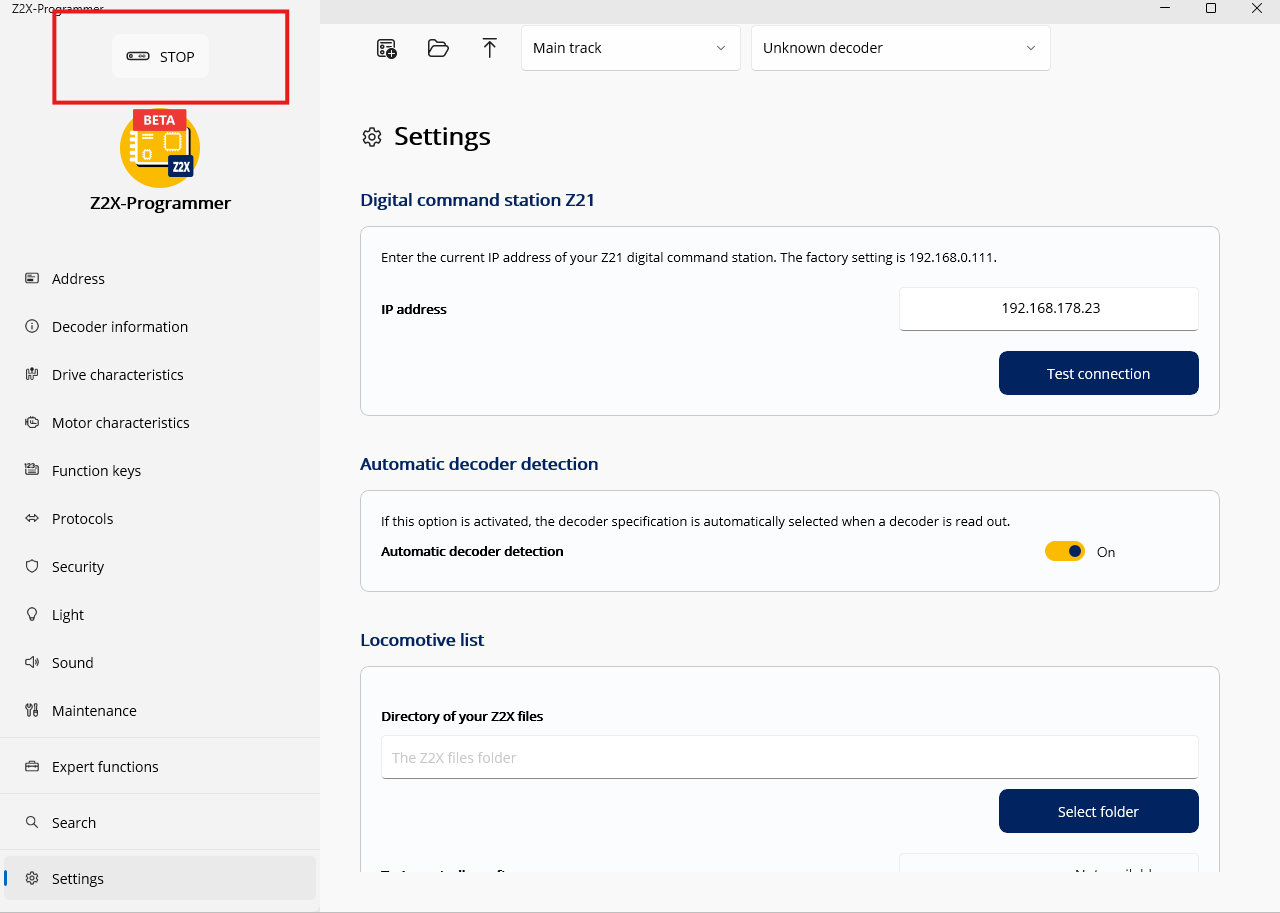 Z2X-Programmer
STOP
BETA
Z2X
Z2X-Programmer
Address
Decoder information
Drive characteristics
Motor characteristics
Function keys
Protocols
Security
Light
Sound
Maintenance
Expert functions
Search
Settings
Main track
Unknown decoder
Settings
Digital command station Z21
Enter the current IP address of your Z21 digital command station. The factory setting is 192.168.0.111.
IP address
192.168.178.23
Test connection
Automatic decoder detection
If this option is activated, the decoder specification is automatically selected when a decoder is read out.
Automatic decoder detection
On
Locomotive list
Directory of your Z2X files
The Z2X files folder
Select folder